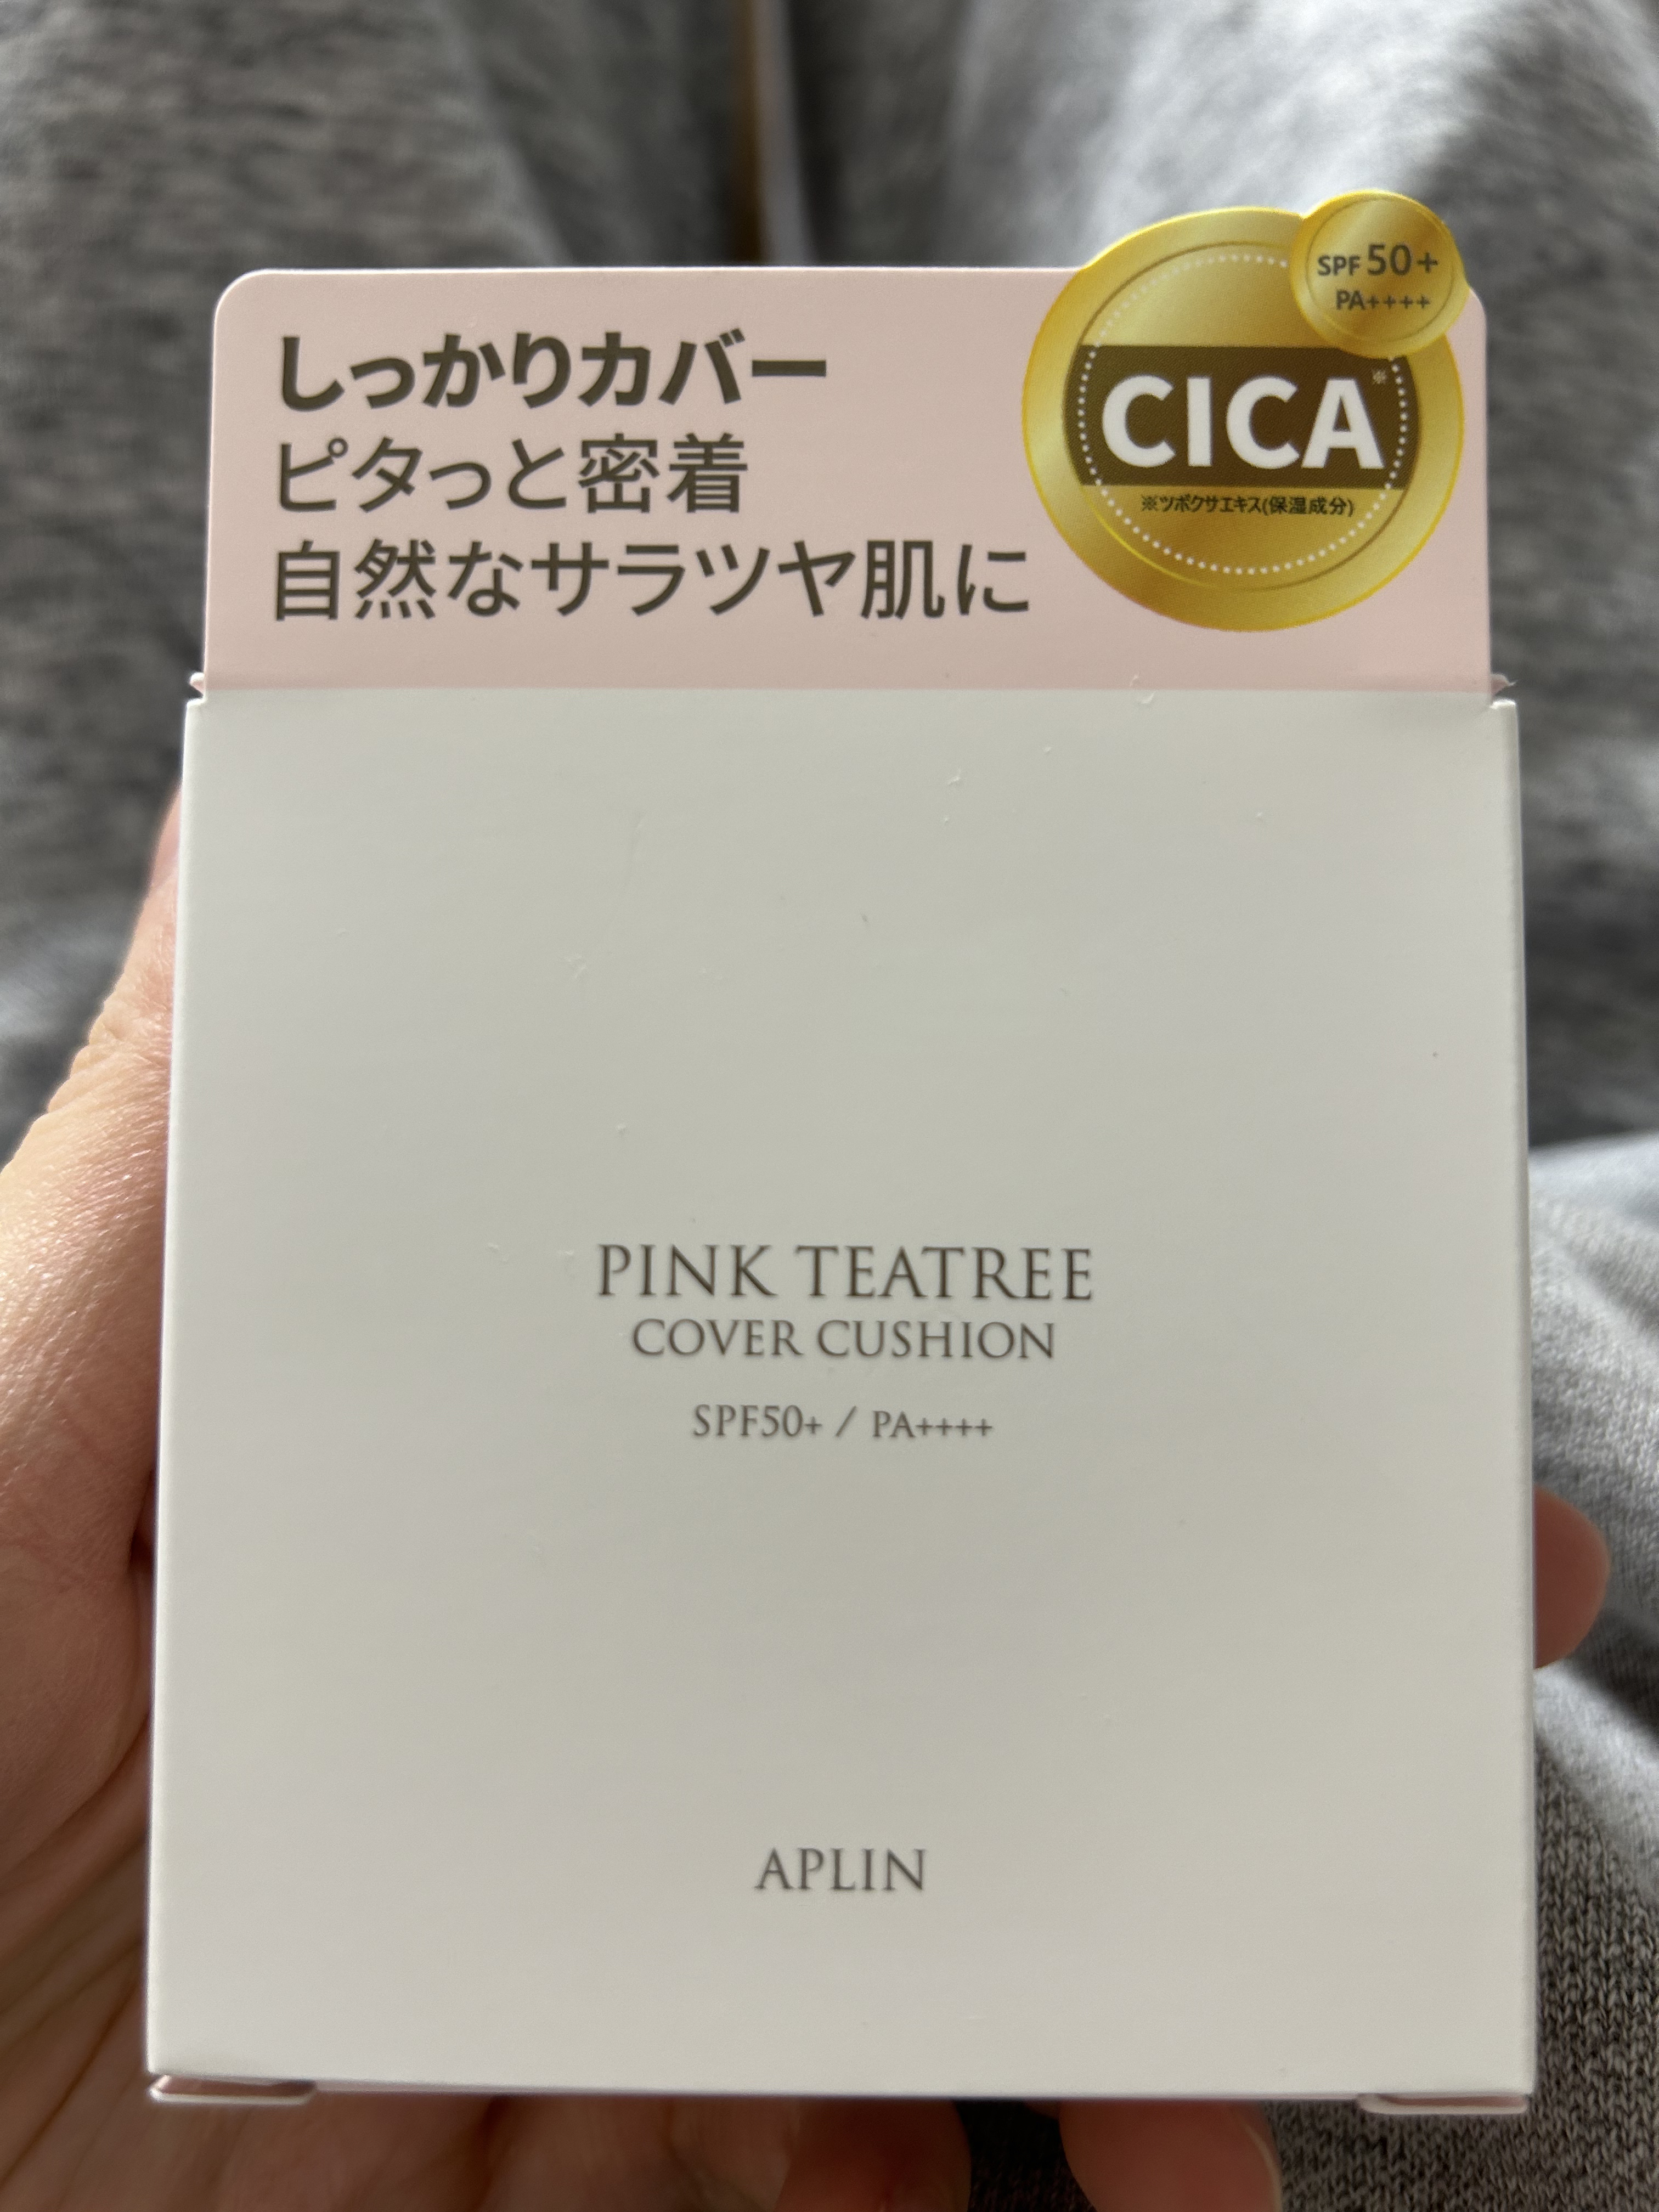 しっかりカバー
ピタっと密着
自然なサラツヤ肌に
SPF 50+
PA++++
CICA※
※ツボクサエキス(保湿成分)
PINK TEATREE
COVER CUSHION
SPF50+ / PA++++
APLIN